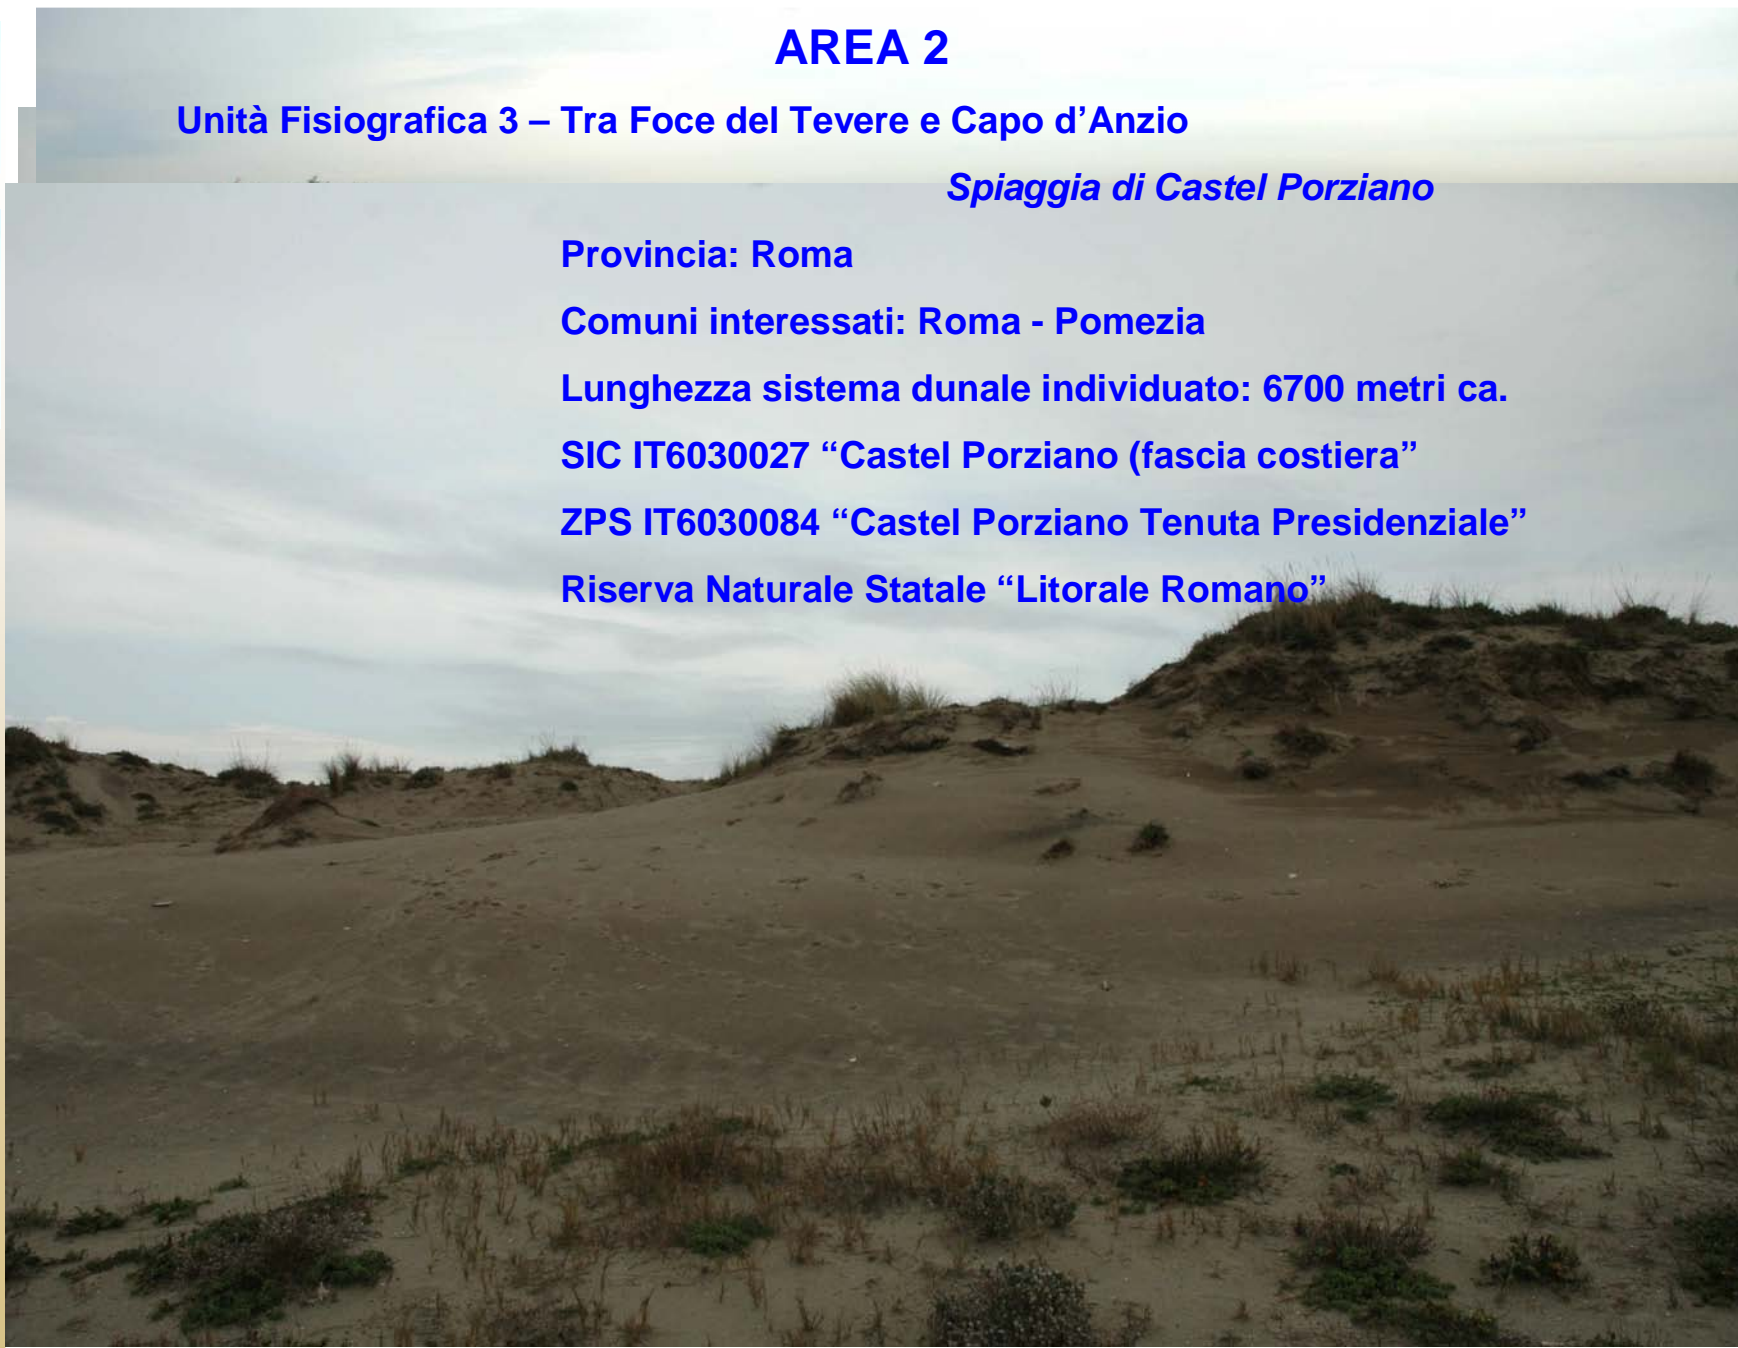 AREA 2
Unità Fisiografica 3 – Tra Foce del Tevere e Capo d’Anzio
Spiaggia di Castel Porziano
Provincia: Roma
Comuni interessati: Roma - Pomezia
Lunghezza sistema dunale individuato: 6700 metri ca.
SIC IT6030027 “Castel Porziano (fascia costiera”
ZPS IT6030084 “Castel Porziano Tenuta Presidenziale”
Riserva Naturale Statale “Litorale Romano”